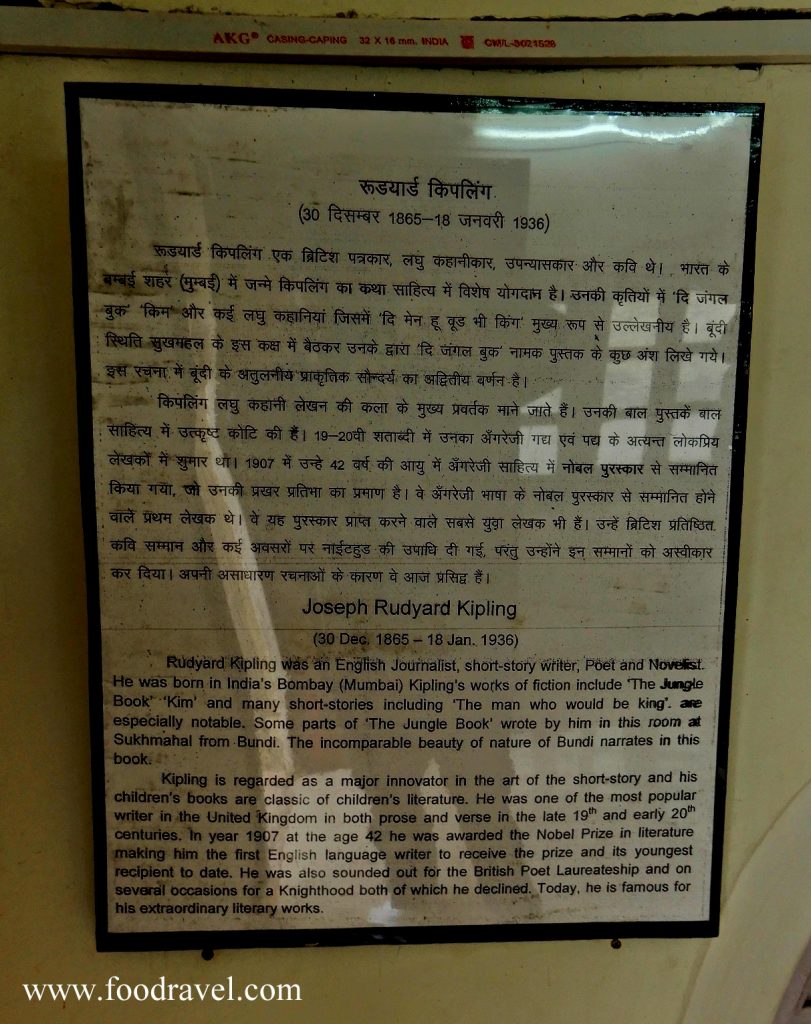 AKG® CASING-CAPING 32 X 16 mm. INDIA CM/L-3021528
रूडयार्ड किपलिंग
(30 दिसम्बर 1865–18 जनवरी 1936)
रूडयार्ड किपलिंग एक ब्रिटिश पत्रकार, लघु कहानीकार, उपन्यासकार और कवि थे। भारत के
बम्बई शहर (मुम्बई) में जन्मे किपलिंग का कथा साहित्य में विशेष योगदान है। उनकी कृतियों में 'दि जंगल
बुक' 'किम' और कई लघु कहानियां जिसमें 'दि मेन हू वूड भी किंग' मुख्य रूप से उल्लेखनीय है। बूंदी
स्थिति सुखमहल के इस कक्ष में बैठकर उनके द्वारा 'दि जंगल बुक' नामक पुस्तक के कुछ अंश लिखे गये।
इस रचना में बूंदी के अतुलनीय प्राकृतिक सौन्दर्य का अद्वितीय बर्णन है।
किपलिंग लघु कहानी लेखन की कला के मुख्य प्रवर्तक माने जाते हैं। उनकी बाल पुस्तकें बाल
साहित्य में उत्कृष्ट कोटि की हैं। 19–20वी शताब्दी में उनका अँगरेजी गद्य एवं पद्य के अत्यन्त लोकप्रिय
लेखकों में शुमार था। 1907 में उन्हे 42 वर्ष की आयु में अँगरेजी साहित्य में नोबल पुरस्कार से सम्मानित
किया गया, जो उनकी प्रखर प्रतिभा का प्रमाण है। वे अँगरेजी भाषा के नोबल पुरस्कार से सम्मानित होने
वाले प्रथम लेखक थे। वे यह पुरस्कार प्राप्त करने वाले सबसे युवा लेखक भी हैं। उन्हें ब्रिटिश प्रतिष्ठित
कवि सम्मान और कई अवसरों पर नाईटहुड की उपाधि दी गई, परंतु उन्होंने इन सम्मानों को अस्वीकार
कर दिया। अपनी असाधारण रचनाओं के कारण वे आज प्रसिद्व हैं।
Joseph Rudyard Kipling
(30 Dec. 1865 – 18 Jan. 1936)
Rudyard Kipling was an English Journalist, short-story writer, Poet and Novelist.
He was born in India's Bombay (Mumbai) Kipling's works of fiction include 'The Jungle
Book' 'Kim' and many short-stories including 'The man who would be king'. are
especially notable. Some parts of 'The Jungle Book' wrote by him in this room at
Sukhmahal from Bundi. The incomparable beauty of nature of Bundi narrates in this
book.
Kipling is regarded as a major innovator in the art of the short-story and his
children's books are classic of children's literature. He was one of the most popular
writer in the United Kingdom in both prose and verse in the late 19th and early 20th
centuries. In year 1907 at the age 42 he was awarded the Nobel Prize in literature
making him the first English language writer to receive the prize and its youngest
recipient to date. He was also sounded out for the British Poet Laureateship and on
several occasions for a Knighthood both of which he declined. Today, he is famous for
his extraordinary literary works.
www.foodravel.com